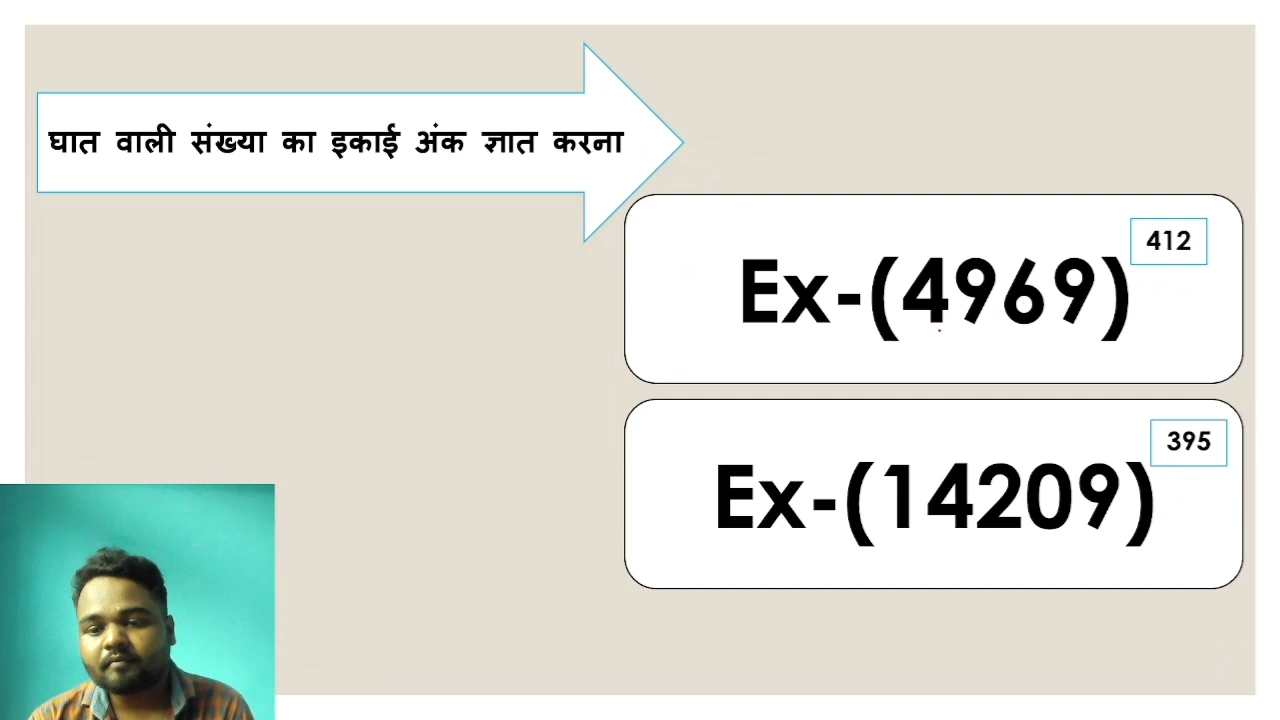 घात वाली संख्या का इकाई अंक ज्ञात करना
412
Ex-(4969)
395
Ex-(14209)